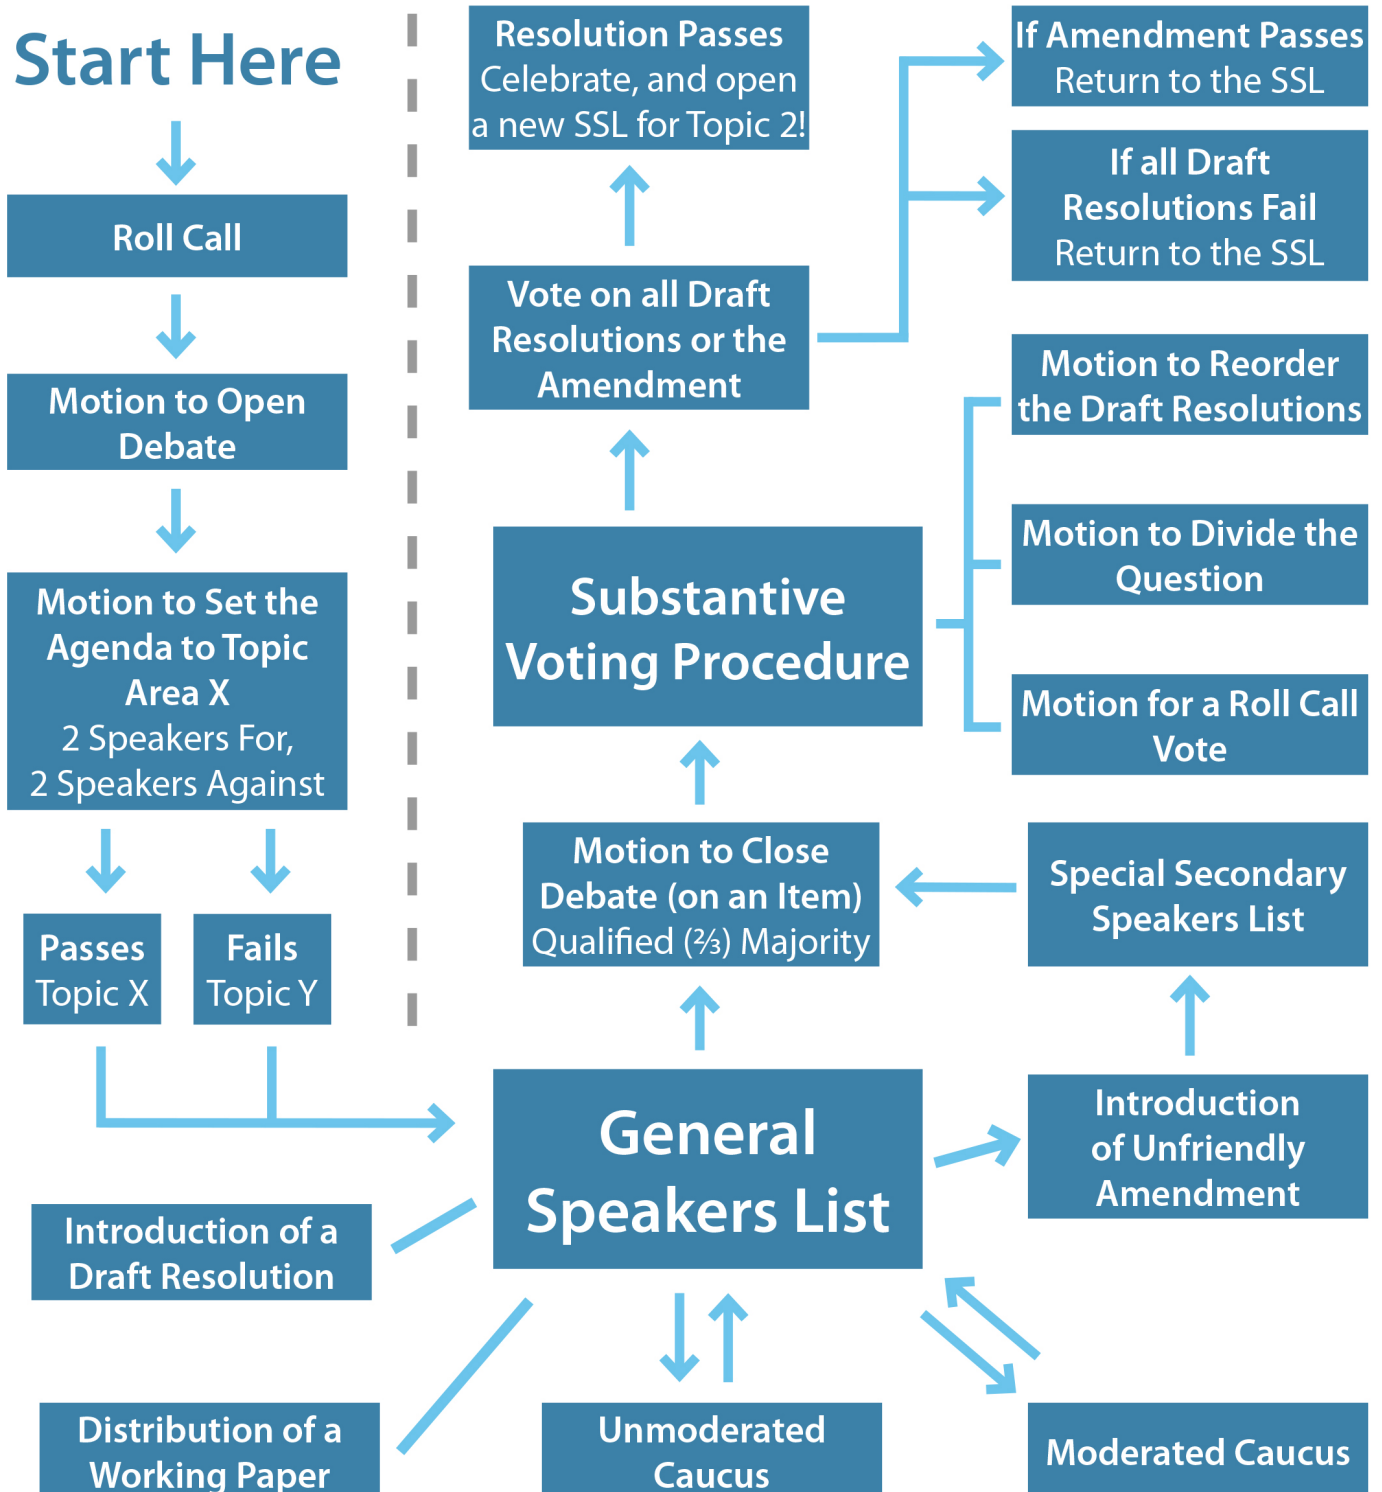 Start Here
Roll Call
Motion to Open
Debate
Motion to Set the
Agenda to Topic
Area X
2 Speakers For,
2 Speakers Against
Passes
Topic X
Fails
Topic Y
Resolution Passes
Celebrate, and open
a new SSL for Topic 2!
If Amendment Passes
Return to the SSL
If all Draft
Resolutions Fail
Return to the SSL
Vote on all Draft
Resolutions or the
Amendment
Motion to Reorder
the Draft Resolutions
Motion to Divide the
Question
Motion for a Roll Call
Vote
Substantive
Voting Procedure
Motion to Close
Debate (on an Item)
Qualified (⅔) Majority
Special Secondary
Speakers List
General
Speakers List
Introduction
of Unfriendly
Amendment
Introduction of a
Draft Resolution
Distribution of a
Working Paper
Unmoderated
Caucus
Moderated Caucus